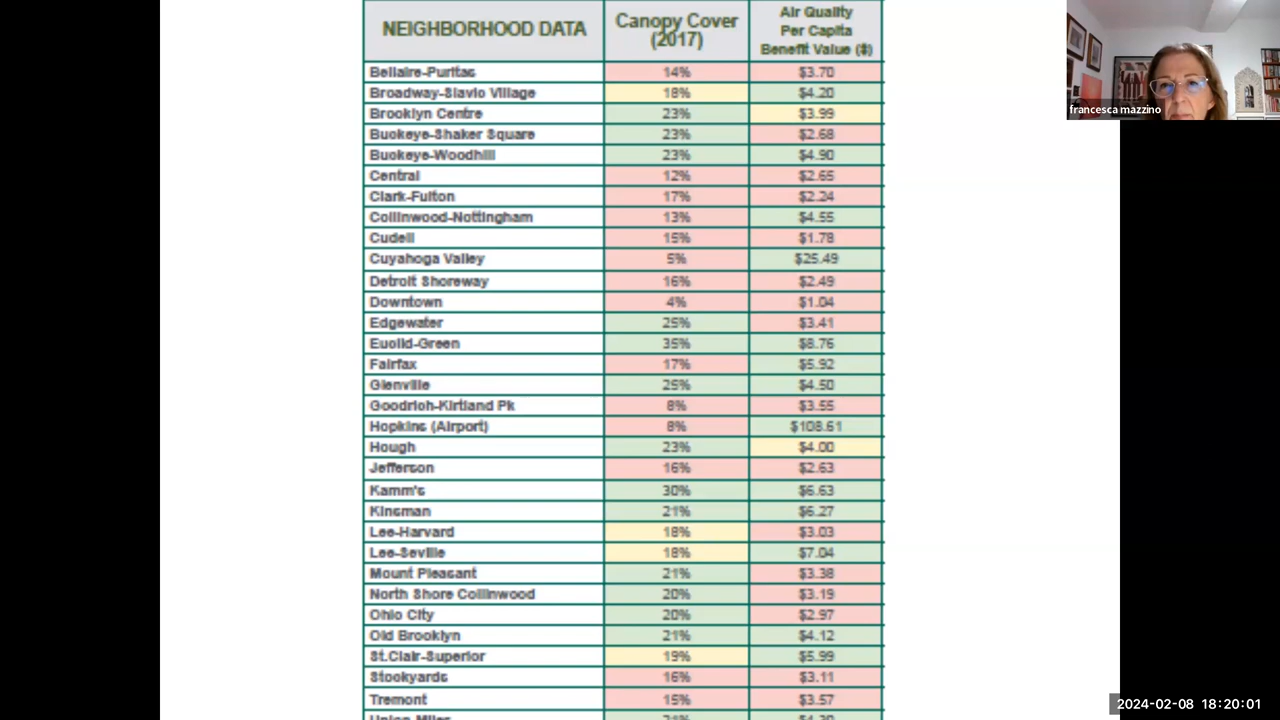 NEIGHBORHOOD DATA Canopy Cover (2017) Air Quality Per Capita Benefit Value ($)
Bellaire-Puritas 14% $3.70
Broadway-Slavic Village 18% $4.20
Brooklyn Centre 23% $3.99
Buckeye-Shaker Square 23% $2.68
Buckeye-Woodhill 23% $4.90
Central 12% $2.65
Clark-Fulton 17% $2.24
Collinwood-Nottingham 13% $4.55
Cudell 15% $1.78
Cuyahoga Valley 5% $25.49
Detroit Shoreway 16% $2.49
Downtown 4% $1.04
Edgewater 25% $3.41
Euclid-Green 35% $8.76
Fairfax 17% $5.92
Glenville 25% $4.50
Goodrich-Kirtland Pk 8% $3.55
Hopkins (Airport) 8% $108.61
Hough 23% $4.00
Jefferson 16% $2.63
Kamm's 30% $6.63
Kinsman 21% $6.27
Lee-Harvard 18% $3.03
Lee-Seville 18% $7.04
Mount Pleasant 21% $3.38
North Shore Collinwood 20% $3.19
Ohio City 20% $2.97
Old Brooklyn 21% $4.12
St.Clair-Superior 19% $5.99
Stockyards 16% $3.11
Tremont 15% $3.57
francesca mazzino
2024-02-08 18:20:01